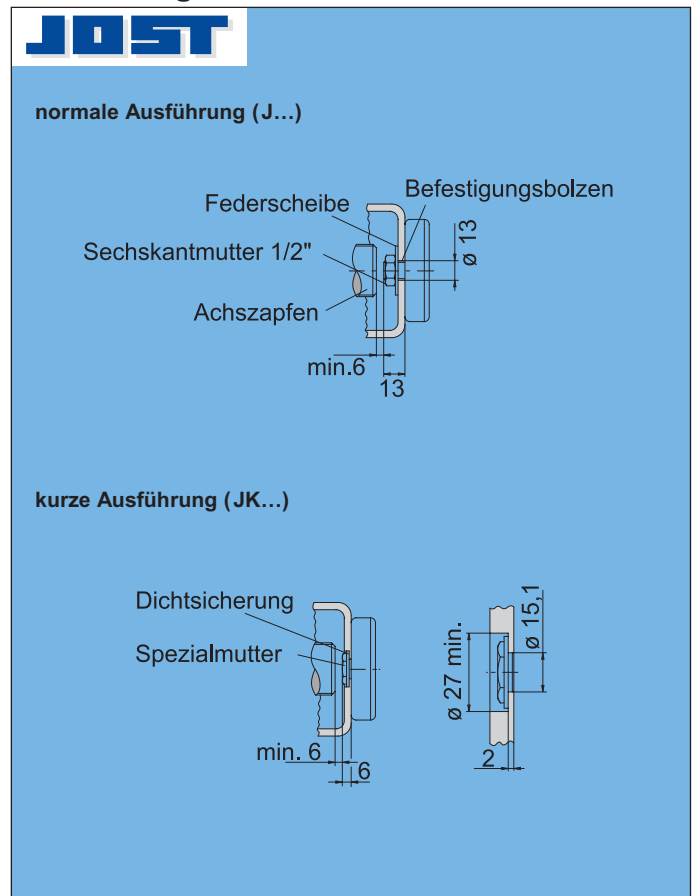 JOST
normale Ausführung (J...)
Befestigungsbolzen
Federscheibe
Sechskantmutter 1/2"
ø 13
Achszapfen
min.6
13
kurze Ausführung (JK...)
Dichtsicherung
Spezialmutter
ø 27 min.
ø 15,1
min. 6
6
2